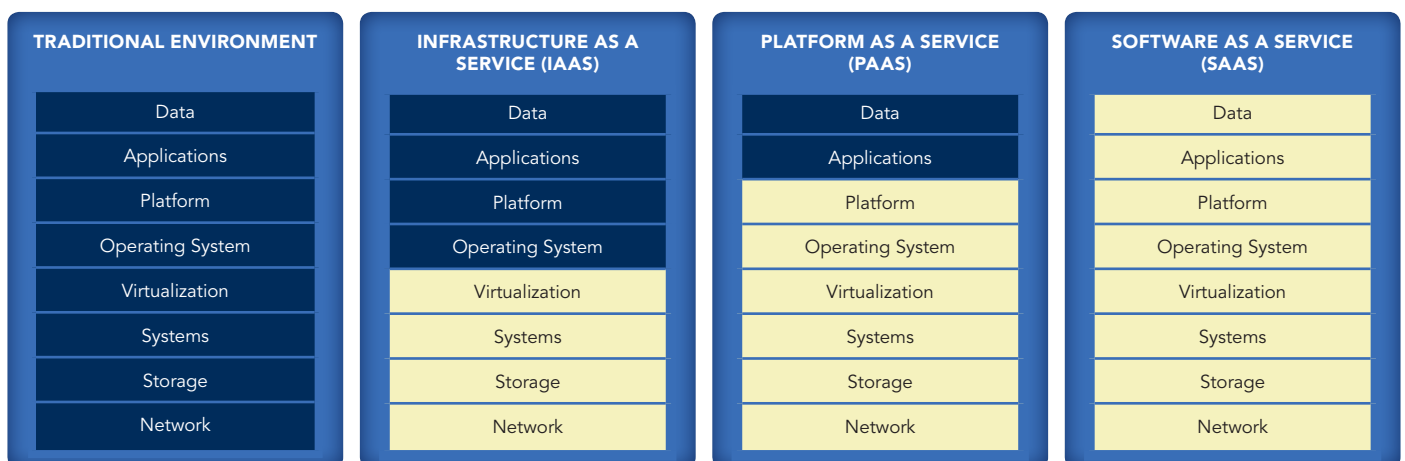 TRADITIONAL ENVIRONMENT
Data
Applications
Platform
Operating System
Virtualization
Systems
Storage
Network
INFRASTRUCTURE AS A
SERVICE (IAAS)
Data
Applications
Platform
Operating System
Virtualization
Systems
Storage
Network
PLATFORM AS A SERVICE
(PAAS)
Data
Applications
Platform
Operating System
Virtualization
Systems
Storage
Network
SOFTWARE AS A SERVICE
(SAAS)
Data
Applications
Platform
Operating System
Virtualization
Systems
Storage
Network